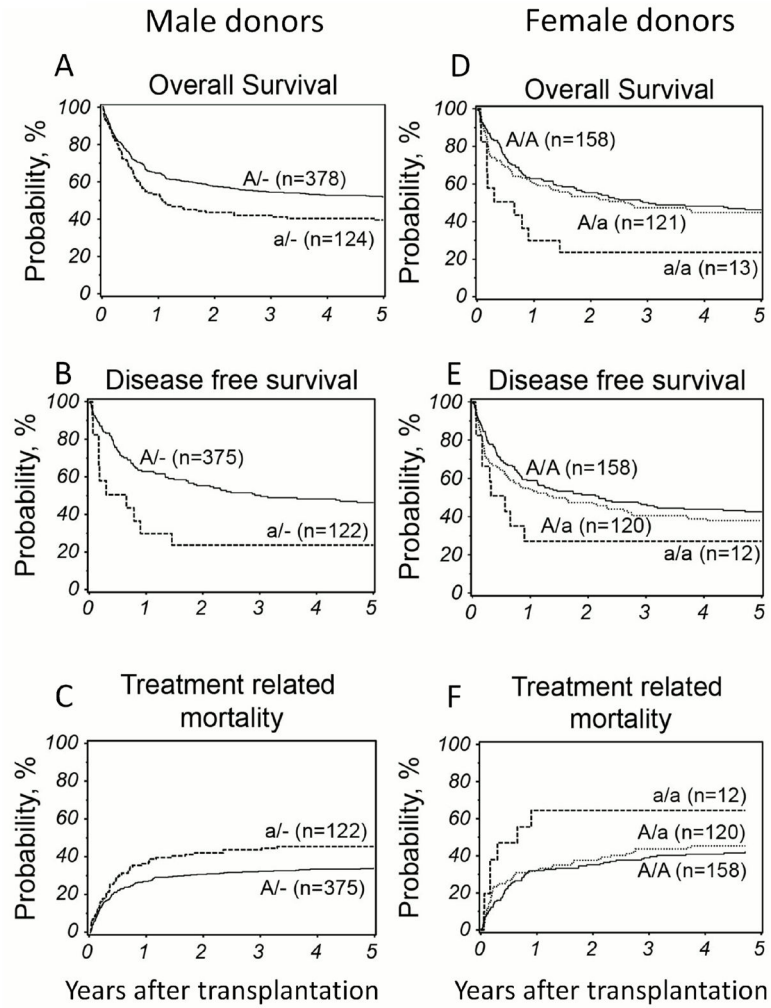 Male donors
Female donors
A
Overall Survival
Probability, %
100
80
60
40
20
0
A/- (n=378)
a/- (n=124)
0 1 2 3 4 5
D
Overall Survival
Probability, %
100
80
60
40
20
0
A/A (n=158)
A/a (n=121)
a/a (n=13)
0 1 2 3 4 5
B
Disease free survival
Probability, %
100
80
60
40
20
0
A/- (n=375)
a/- (n=122)
0 1 2 3 4 5
E
Disease free survival
Probability, %
100
80
60
40
20
0
A/A (n=158)
A/a (n=120)
a/a (n=12)
0 1 2 3 4 5
C
Treatment related
mortality
Probability, %
100
80
60
40
20
0
a/- (n=122)
A/- (n=375)
0 1 2 3 4 5
Years after transplantation
F
Treatment related
mortality
Probability, %
100
80
60
40
20
0
a/a (n=12)
A/a (n=120)
A/A (n=158)
0 1 2 3 4 5
Years after transplantation